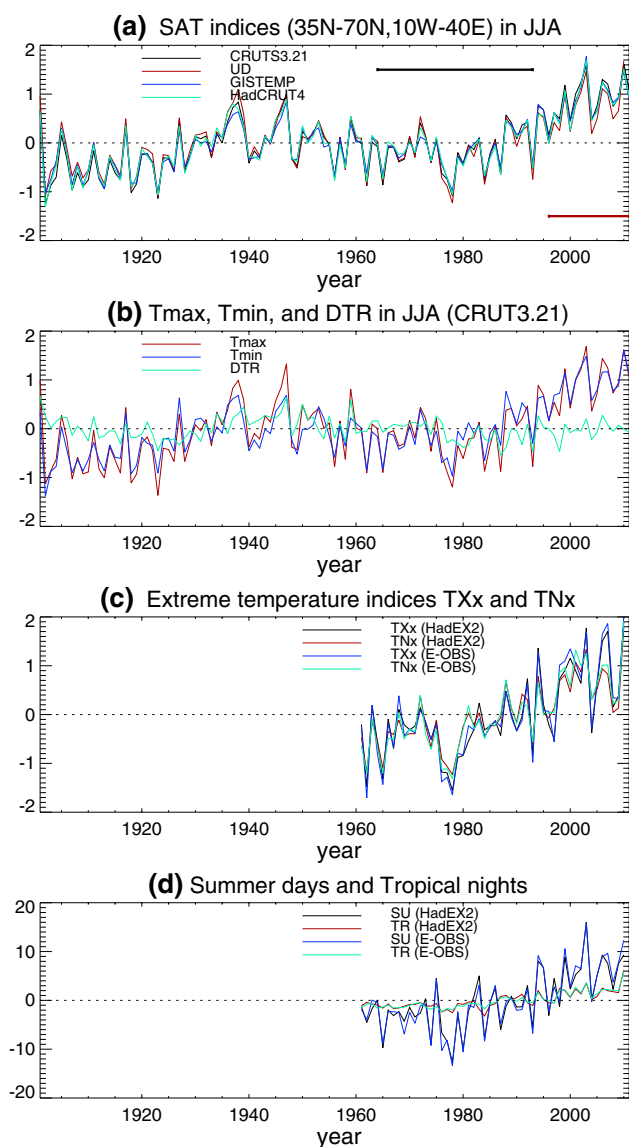 (a) SAT indices (35N-70N,10W-40E) in JJA
CRUTS3.21
UD
GISTEMP
HadCRUT4
2
1
0
-1
-2
1920 1940 1960 1980 2000
year
(b) Tmax, Tmin, and DTR in JJA (CRUT3.21)
Tmax
Tmin
DTR
2
1
0
-1
-2
1920 1940 1960 1980 2000
year
(c) Extreme temperature indices TXx and TNx
TXx (HadEX2)
TNx (HadEX2)
TXx (E-OBS)
TNx (E-OBS)
2
1
0
-1
-2
1920 1940 1960 1980 2000
year
(d) Summer days and Tropical nights
SU (HadEX2)
TR (HadEX2)
SU (E-OBS)
TR (E-OBS)
20
10
0
-10
-20
1920 1940 1960 1980 2000
year